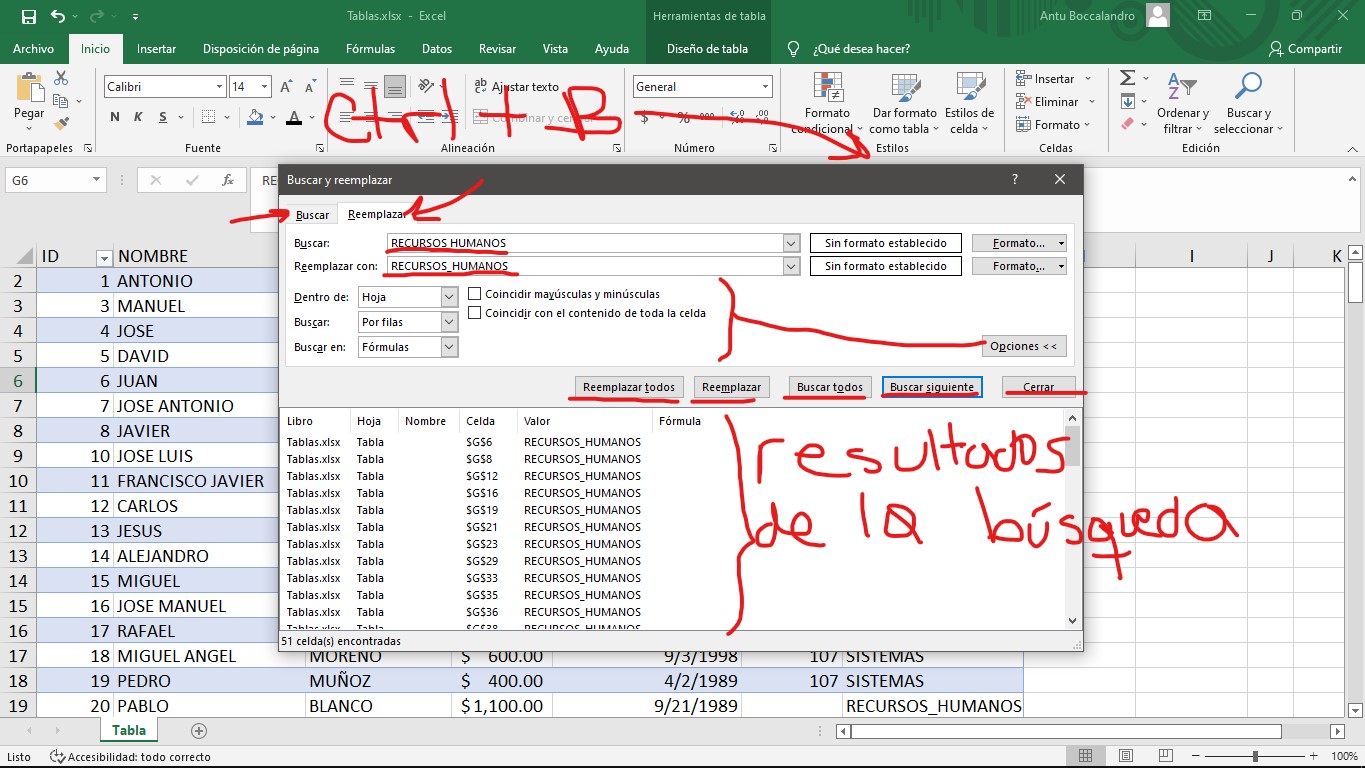 Tablas.xlsx - Excel
Herramientas de tabla
Antu Boccalandro
Archivo Inicio Insertar Disposición de página Fórmulas Datos Revisar Vista Ayuda Diseño de tabla ¿Qué desea hacer? Compartir
Pegar
Portapapeles
Calibri 14
N K S A
Fuente
ab Ajustar texto
Combinar y centrar
Alineación
General
$ % 000
Número
Formato condicional
Dar formato como tabla
Estilos de celda
Estilos
Insertar
Eliminar
Formato
Celdas
Ordenar y filtrar
Buscar y seleccionar
Edición
Ctrl + B
G6 fx RE
Buscar y reemplazar ?
Buscar Reemplazar
Buscar: RECURSOS HUMANOS Sin formato establecido Formato...
Reemplazar con: RECURSOS_HUMANOS Sin formato establecido Formato...
Dentro de: Hoja Coincidir mayúsculas y minúsculas
Buscar: Por filas Coincidir con el contenido de toda la celda
Buscar en: Fórmulas Opciones <<
Reemplazar todos Reemplazar Buscar todos Buscar siguiente Cerrar
Libro Hoja Nombre Celda Valor Fórmula
Tablas.xlsx Tabla $G$6 RECURSOS_HUMANOS
Tablas.xlsx Tabla $G$8 RECURSOS_HUMANOS
Tablas.xlsx Tabla $G$12 RECURSOS_HUMANOS
Tablas.xlsx Tabla $G$16 RECURSOS_HUMANOS
Tablas.xlsx Tabla $G$19 RECURSOS_HUMANOS
Tablas.xlsx Tabla $G$21 RECURSOS_HUMANOS
Tablas.xlsx Tabla $G$23 RECURSOS_HUMANOS
Tablas.xlsx Tabla $G$29 RECURSOS_HUMANOS
Tablas.xlsx Tabla $G$33 RECURSOS_HUMANOS
Tablas.xlsx Tabla $G$35 RECURSOS_HUMANOS
Tablas.xlsx Tabla $G$36 RECURSOS_HUMANOS
Tablas.xlsx Tabla $G$38 RECURSOS_HUMANOS
51 celda(s) encontradas
resultados
de la búsqueda
ID NOMBRE I J K
2 1 ANTONIO
3 3 MANUEL
4 4 JOSE
5 5 DAVID
6 6 JUAN
7 7 JOSE ANTONIO
8 8 JAVIER
9 10 JOSE LUIS
10 11 FRANCISCO JAVIER
11 12 CARLOS
12 13 JESUS
13 14 ALEJANDRO
14 15 MIGUEL
15 16 JOSE MANUEL
16 17 RAFAEL
17 18 MIGUEL ANGEL MORENO $ 600.00 9/3/1998 107 SISTEMAS
18 19 PEDRO MUÑOZ $ 400.00 4/2/1989 107 SISTEMAS
19 20 PABLO BLANCO $ 1,100.00 9/21/1989 RECURSOS_HUMANOS
Tabla
Listo Accesibilidad: todo correcto 100%